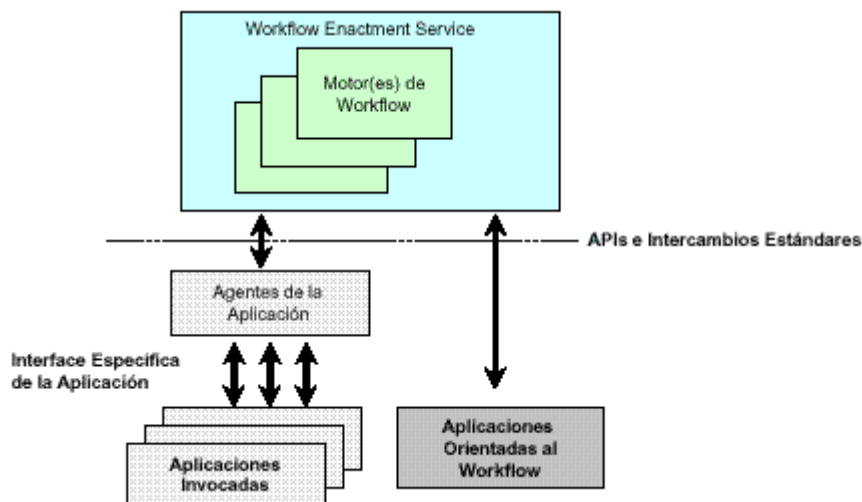 Workflow Enactment Service
Motor(es) de
Workflow
APIs e Intercambios Estándares
Agentes de la
Aplicación
Interface Específica
de la Aplicación
Aplicaciones
Invocadas
Aplicaciones
Orientadas al
Workflow